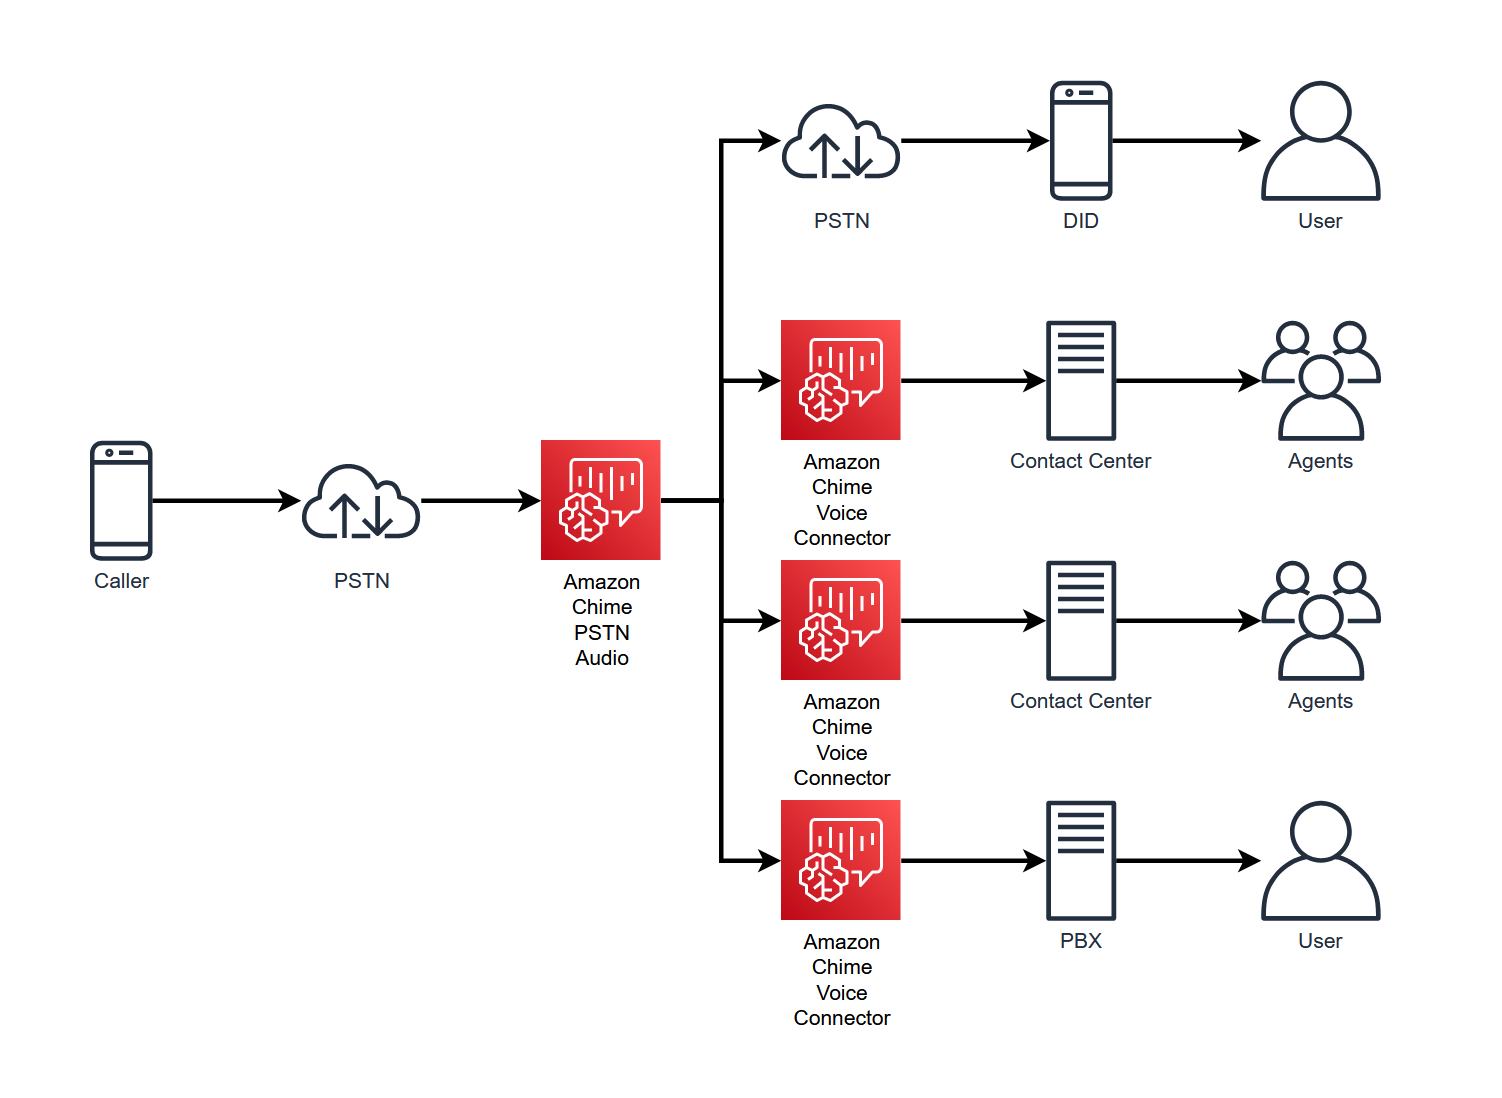 PSTN
DID
User
Amazon
Chime
Voice
Connector
Contact Center
Agents
Caller
PSTN
Amazon
Chime
PSTN
Audio
Amazon
Chime
Voice
Connector
Contact Center
Agents
Amazon
Chime
Voice
Connector
PBX
User